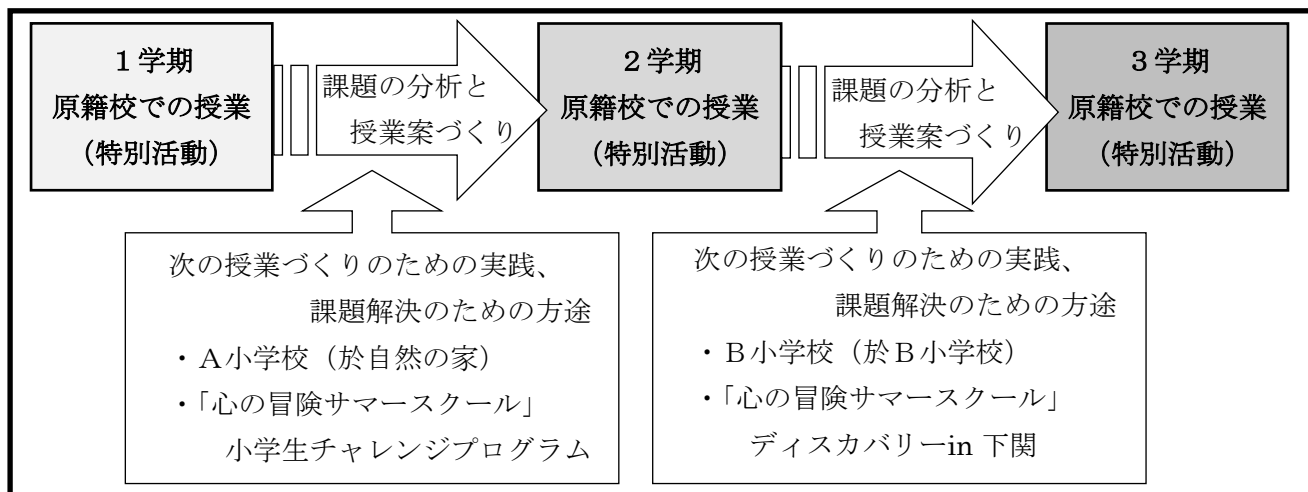 1学期
原籍校での授業
(特別活動)
課題の分析と
授業案づくり
2学期
原籍校での授業
(特別活動)
課題の分析と
授業案づくり
3学期
原籍校での授業
(特別活動)
次の授業づくりのための実践、
課題解決のための方途
・A小学校(於自然の家)
・「心の冒険サマースクール」
小学生チャレンジプログラム
次の授業づくりのための実践、
課題解決のための方途
・B小学校(於B小学校)
・「心の冒険サマースクール」
ディスカバリーin 下関